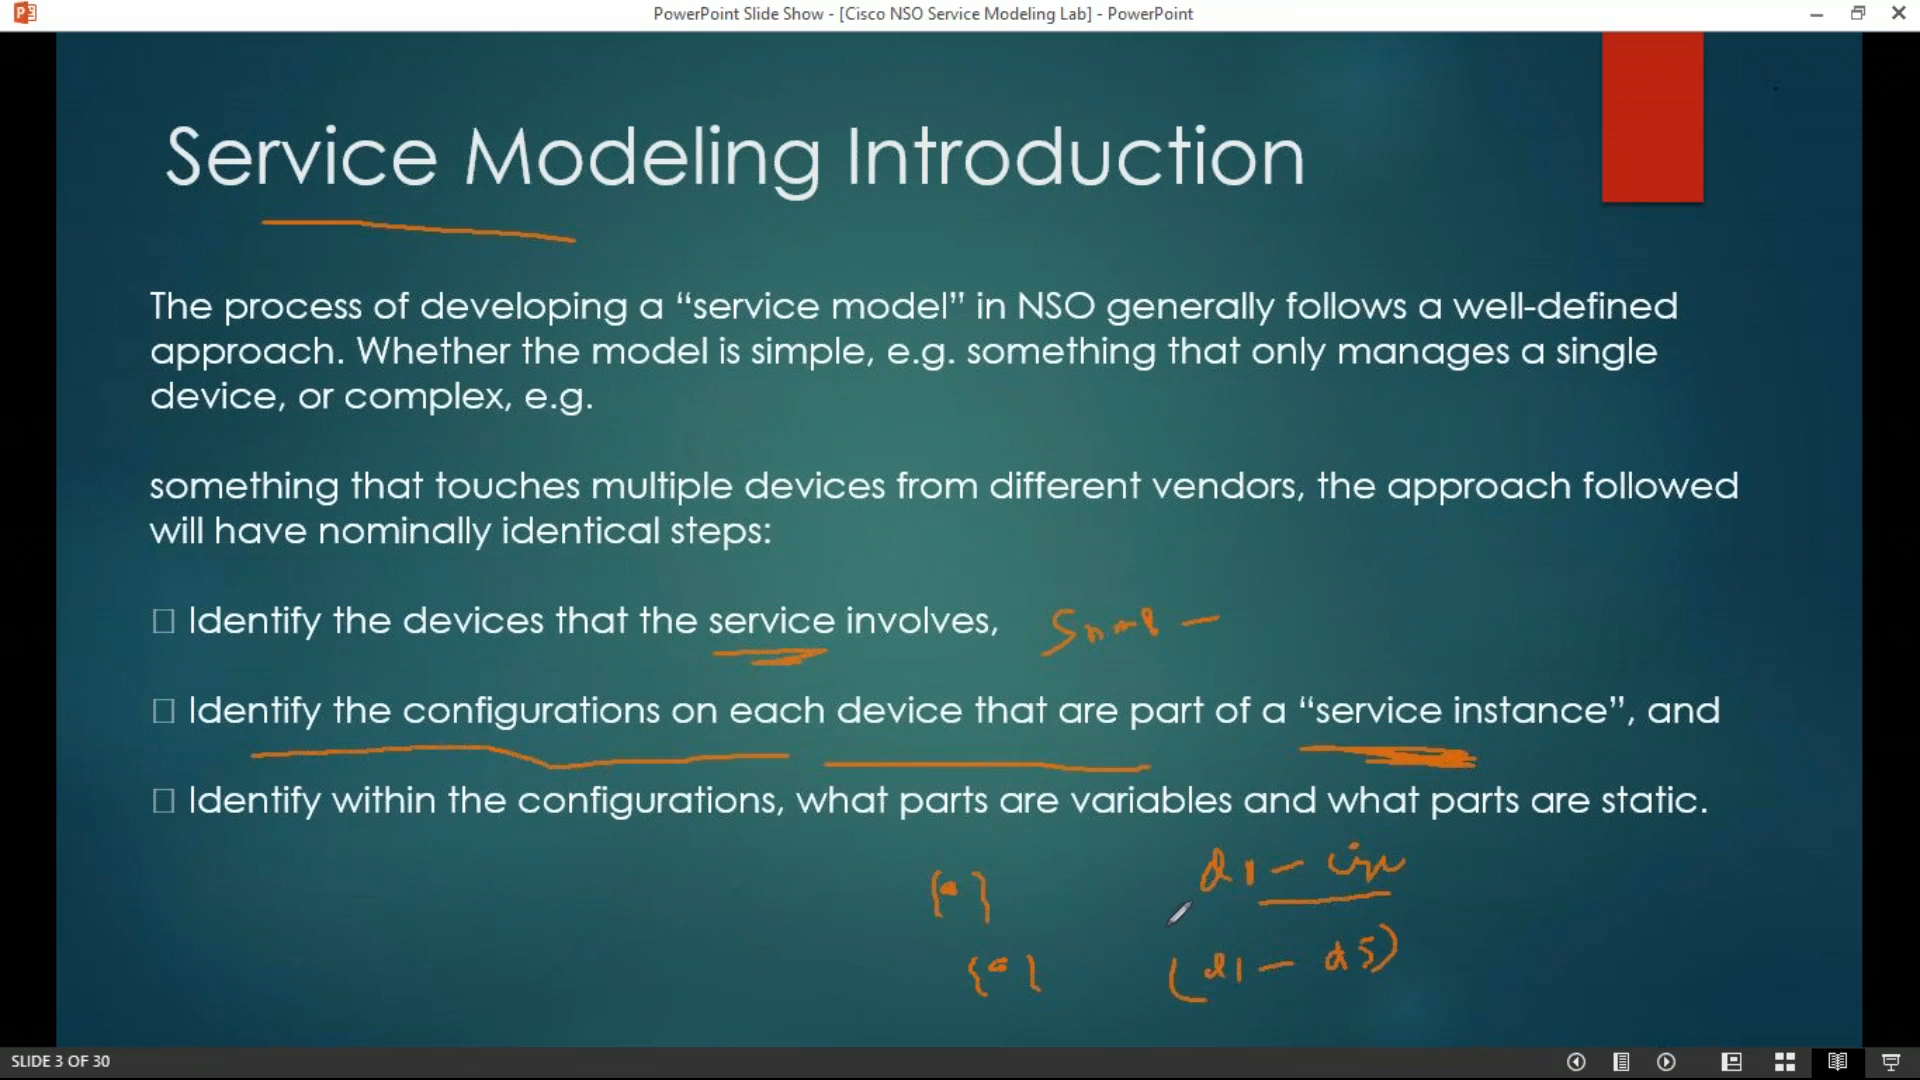 PowerPoint Slide Show - [Cisco NSO Service Modeling Lab] - PowerPoint
Service Modeling Introduction
The process of developing a “service model” in NSO generally follows a well-defined
approach. Whether the model is simple, e.g. something that only manages a single
device, or complex, e.g.
something that touches multiple devices from different vendors, the approach followed
will have nominally identical steps:
Identify the devices that the service involves,
Identify the configurations on each device that are part of a “service instance”, and
Identify within the configurations, what parts are variables and what parts are static.
d1 –
(d1 – d5)
SLIDE 3 OF 30